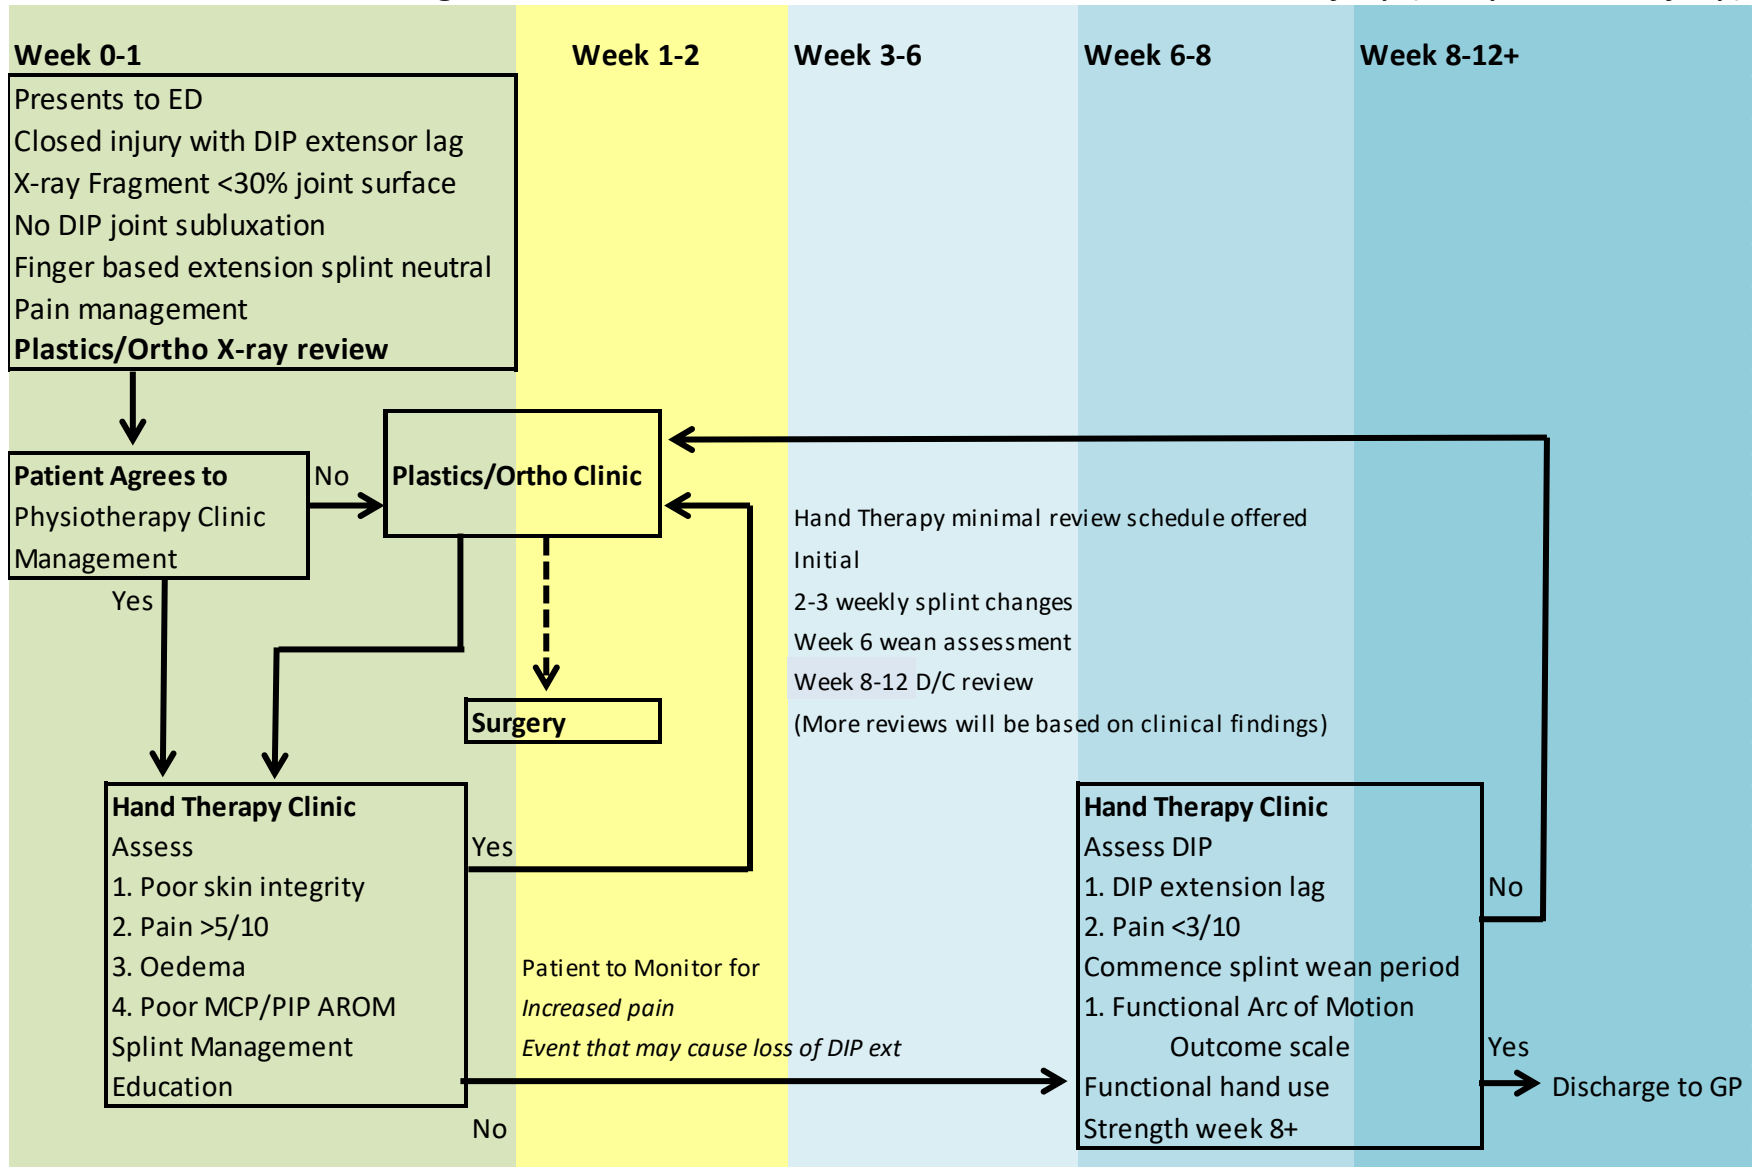 Week 0-1
Week 1-2
Week 3-6
Week 6-8
Week 8-12+
Presents to ED
Closed injury with DIP extensor lag
X-ray Fragment <30% joint surface
No DIP joint subluxation
Finger based extension splint neutral
Pain management
Plastics/Ortho X-ray review
Patient Agrees to
Physiotherapy Clinic
Management
No
Yes
Plastics/Ortho Clinic
Surgery
Hand Therapy minimal review schedule offered
Initial
2-3 weekly splint changes
Week 6 wean assessment
Week 8-12 D/C review
(More reviews will be based on clinical findings)
Hand Therapy Clinic
Assess
1. Poor skin integrity
2. Pain >5/10
3. Oedema
4. Poor MCP/PIP AROM
Splint Management
Education
Yes
No
Patient to Monitor for
Increased pain
Event that may cause loss of DIP ext
Hand Therapy Clinic
Assess DIP
1. DIP extension lag
2. Pain <3/10
Commence splint wean period
1. Functional Arc of Motion
Outcome scale
Functional hand use
Strength week 8+
No
Yes
Discharge to GP